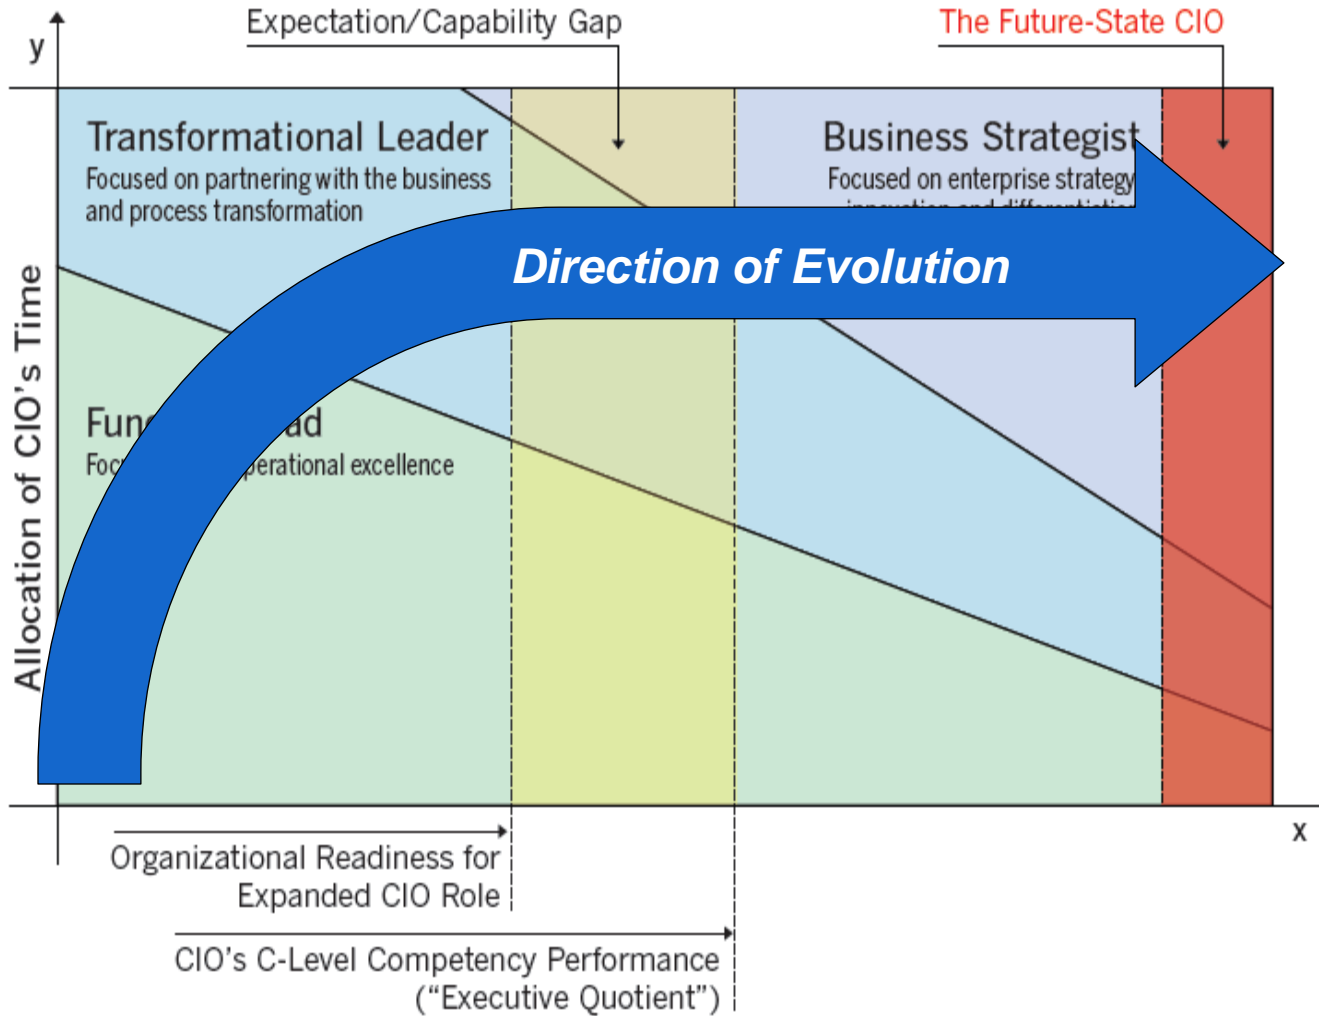 Expectation/Capability Gap
The Future-State CIO
y
Transformational Leader
Focused on partnering with the business
and process transformation
Business Strategist
Focused on enterprise strategy
Direction of Evolution
operational excellence
Allocation of CIO's Time
x
Organizational Readiness for
Expanded CIO Role
CIO's C-Level Competency Performance
(“Executive Quotient”)